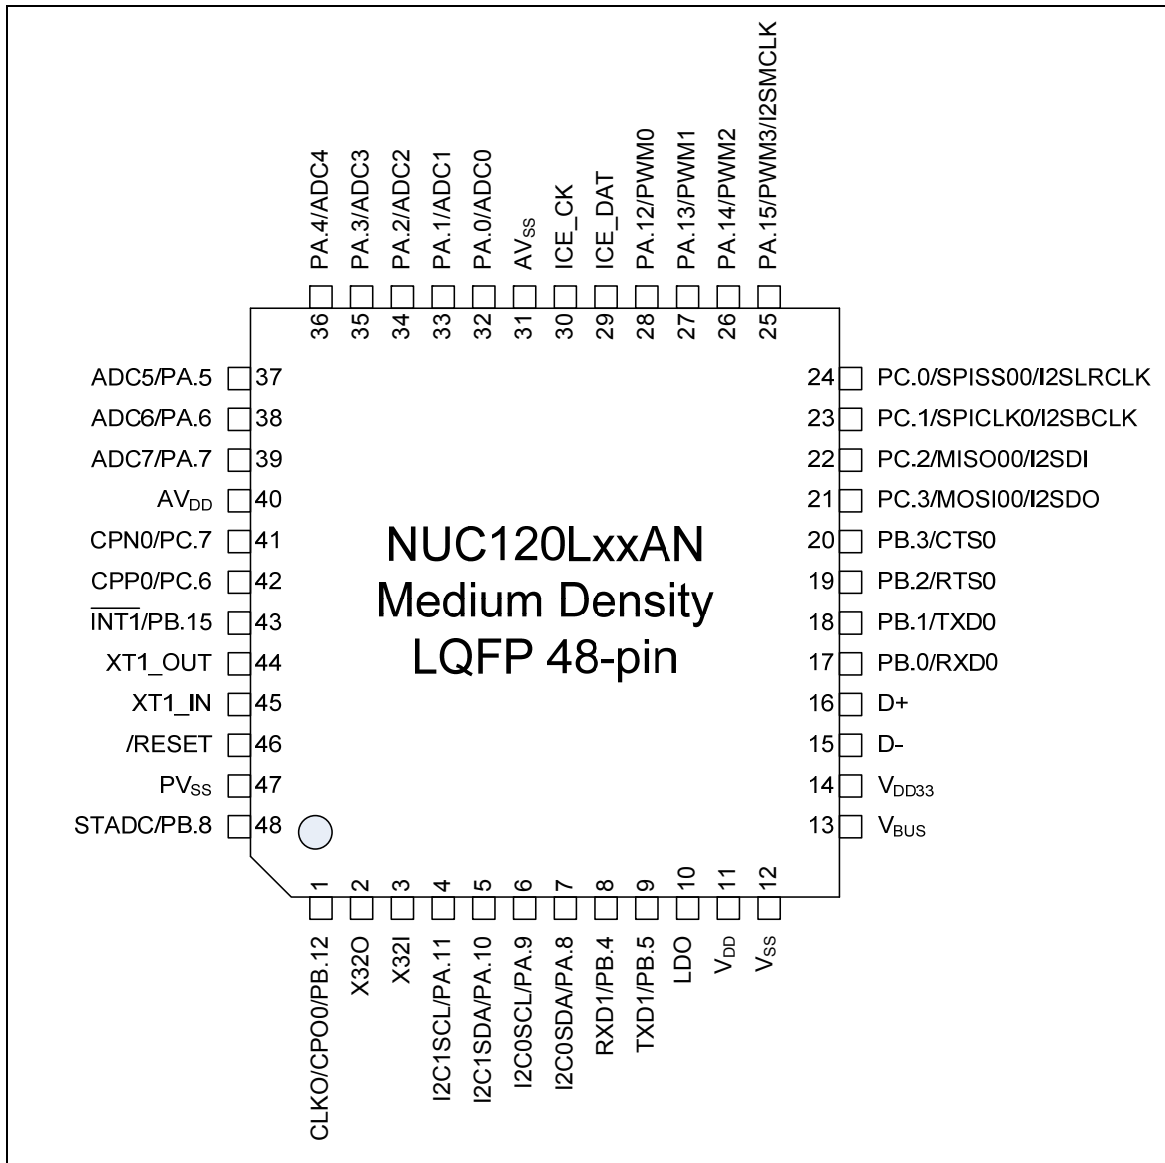 PA.4/ADC4
PA.3/ADC3
PA.2/ADC2
PA.1/ADC1
PA.0/ADC0
AVSS
ICE_CK
ICE_DAT
PA.12/PWM0
PA.13/PWM1
PA.14/PWM2
PA.15/PWM3/I2SMCLK
36
35
34
33
32
31
30
29
28
27
26
25
ADC5/PA.5 37
ADC6/PA.6 38
ADC7/PA.7 39
AVDD 40
CPN0/PC.7 41
CPP0/PC.6 42
INT1/PB.15 43
XT1_OUT 44
XT1_IN 45
/RESET 46
PVSS 47
STADC/PB.8 48
NUC120LxxAN
Medium Density
LQFP 48-pin
24 PC.0/SPISS00/I2SLRCLK
23 PC.1/SPICLK0/I2SBCLK
22 PC.2/MISO00/I2SDI
21 PC.3/MOSI00/I2SDO
20 PB.3/CTS0
19 PB.2/RTS0
18 PB.1/TXD0
17 PB.0/RXD0
16 D+
15 D-
14 VDD33
13 VBUS
1
2
3
4
5
6
7
8
9
10
11
12
CLKO/CPO0/PB.12
X32O
X32I
I2C1SCL/PA.11
I2C1SDA/PA.10
I2C0SCL/PA.9
I2C0SDA/PA.8
RXD1/PB.4
TXD1/PB.5
LDO
VDD
VSS